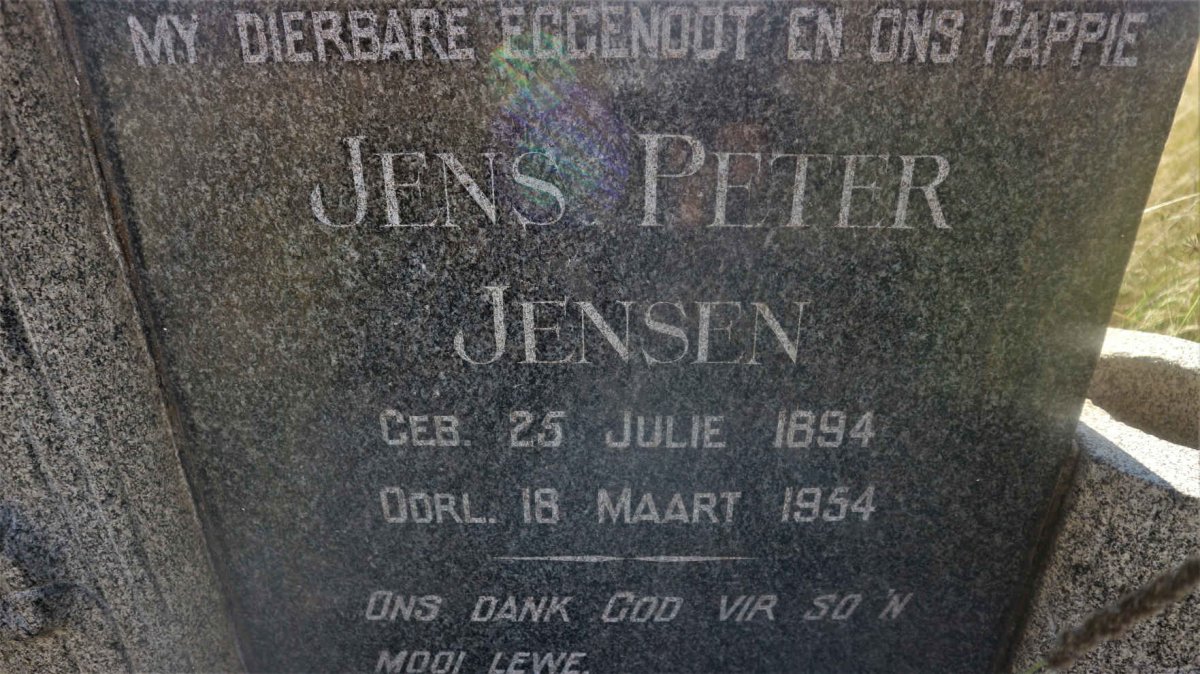 MY DIERBARE EGGENOOT EN ONS PAPPIE
JENS PETER
JENSEN
GEB. 25 JULIE 1894
OORL. 18 MAART 1954
ONS DANK GOD VIR SO 'N
MOOI LEWE.